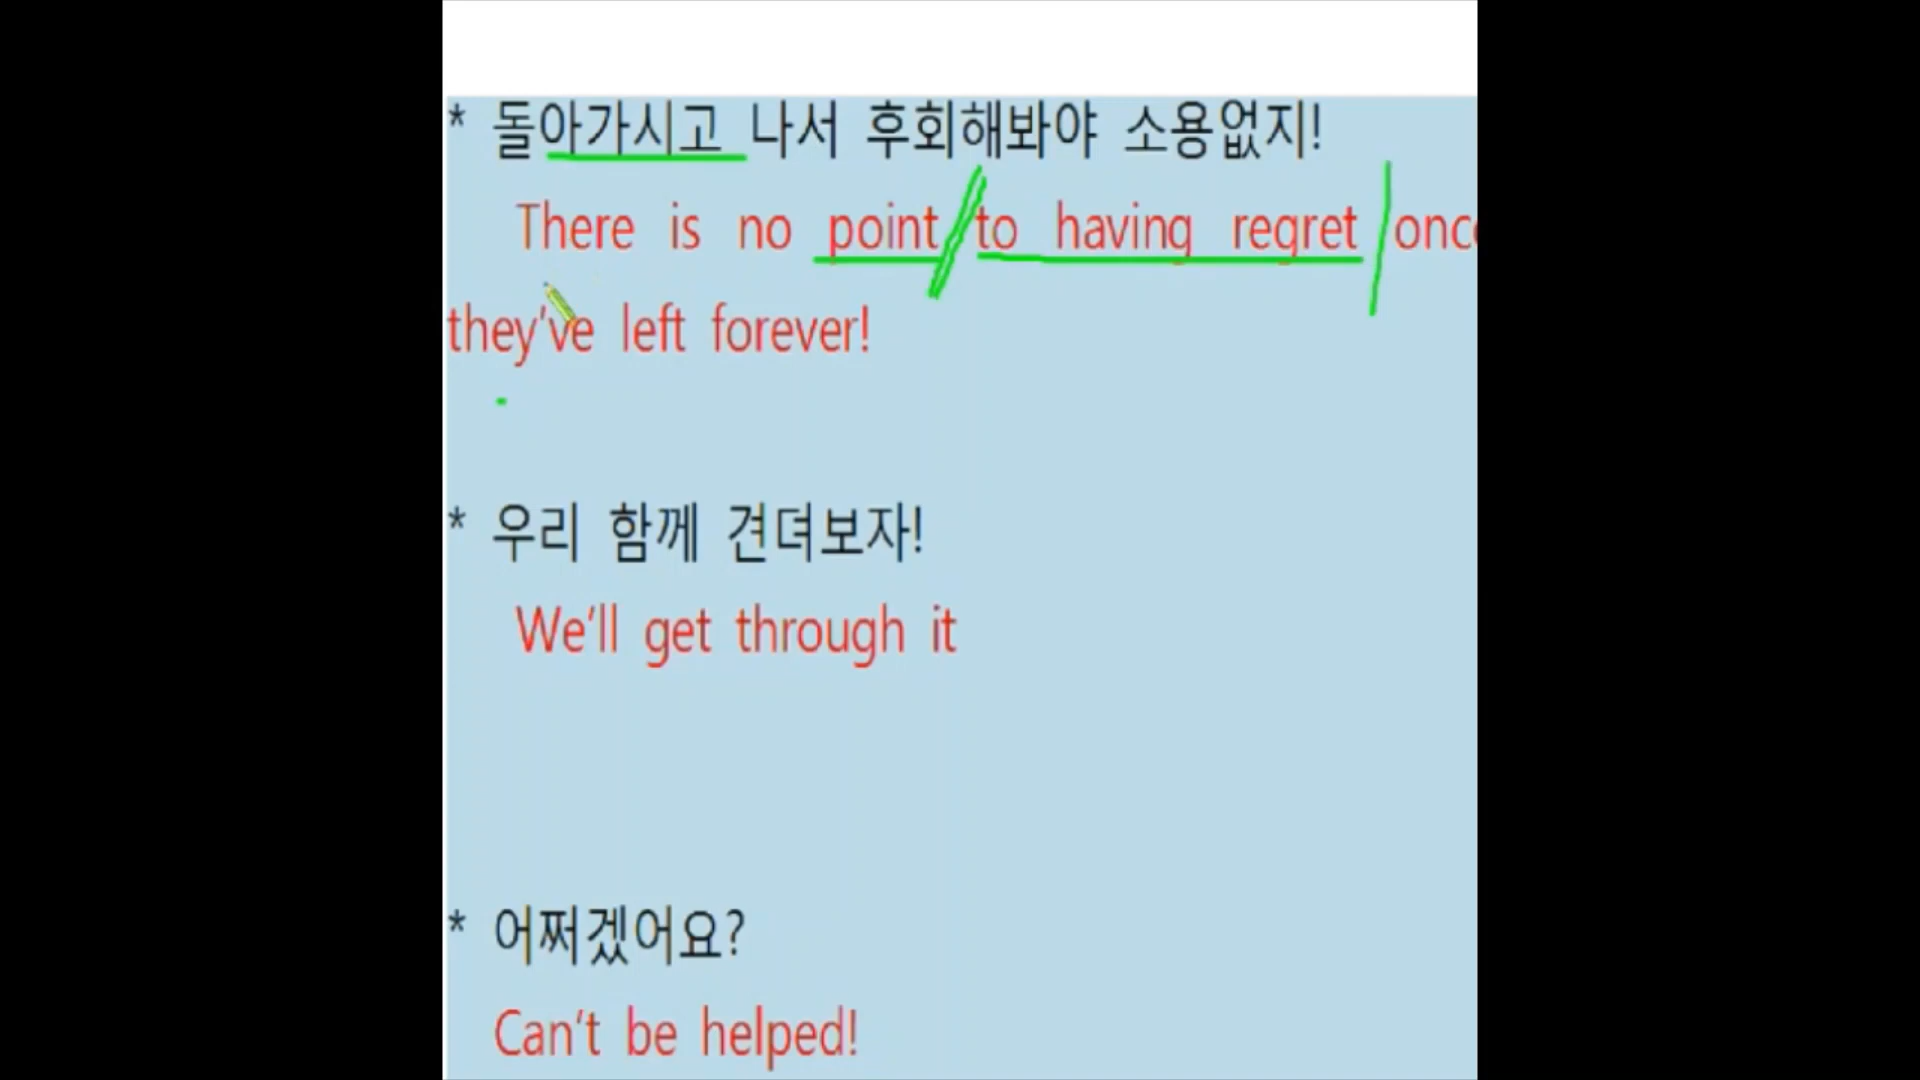 * 돌아가시고 나서 후회해봐야 소용없지!
There is no point to having regret onc
they've left forever!
* 우리 함께 견뎌보자!
We'll get through it
* 어쩌겠어요?
Can't be helped!